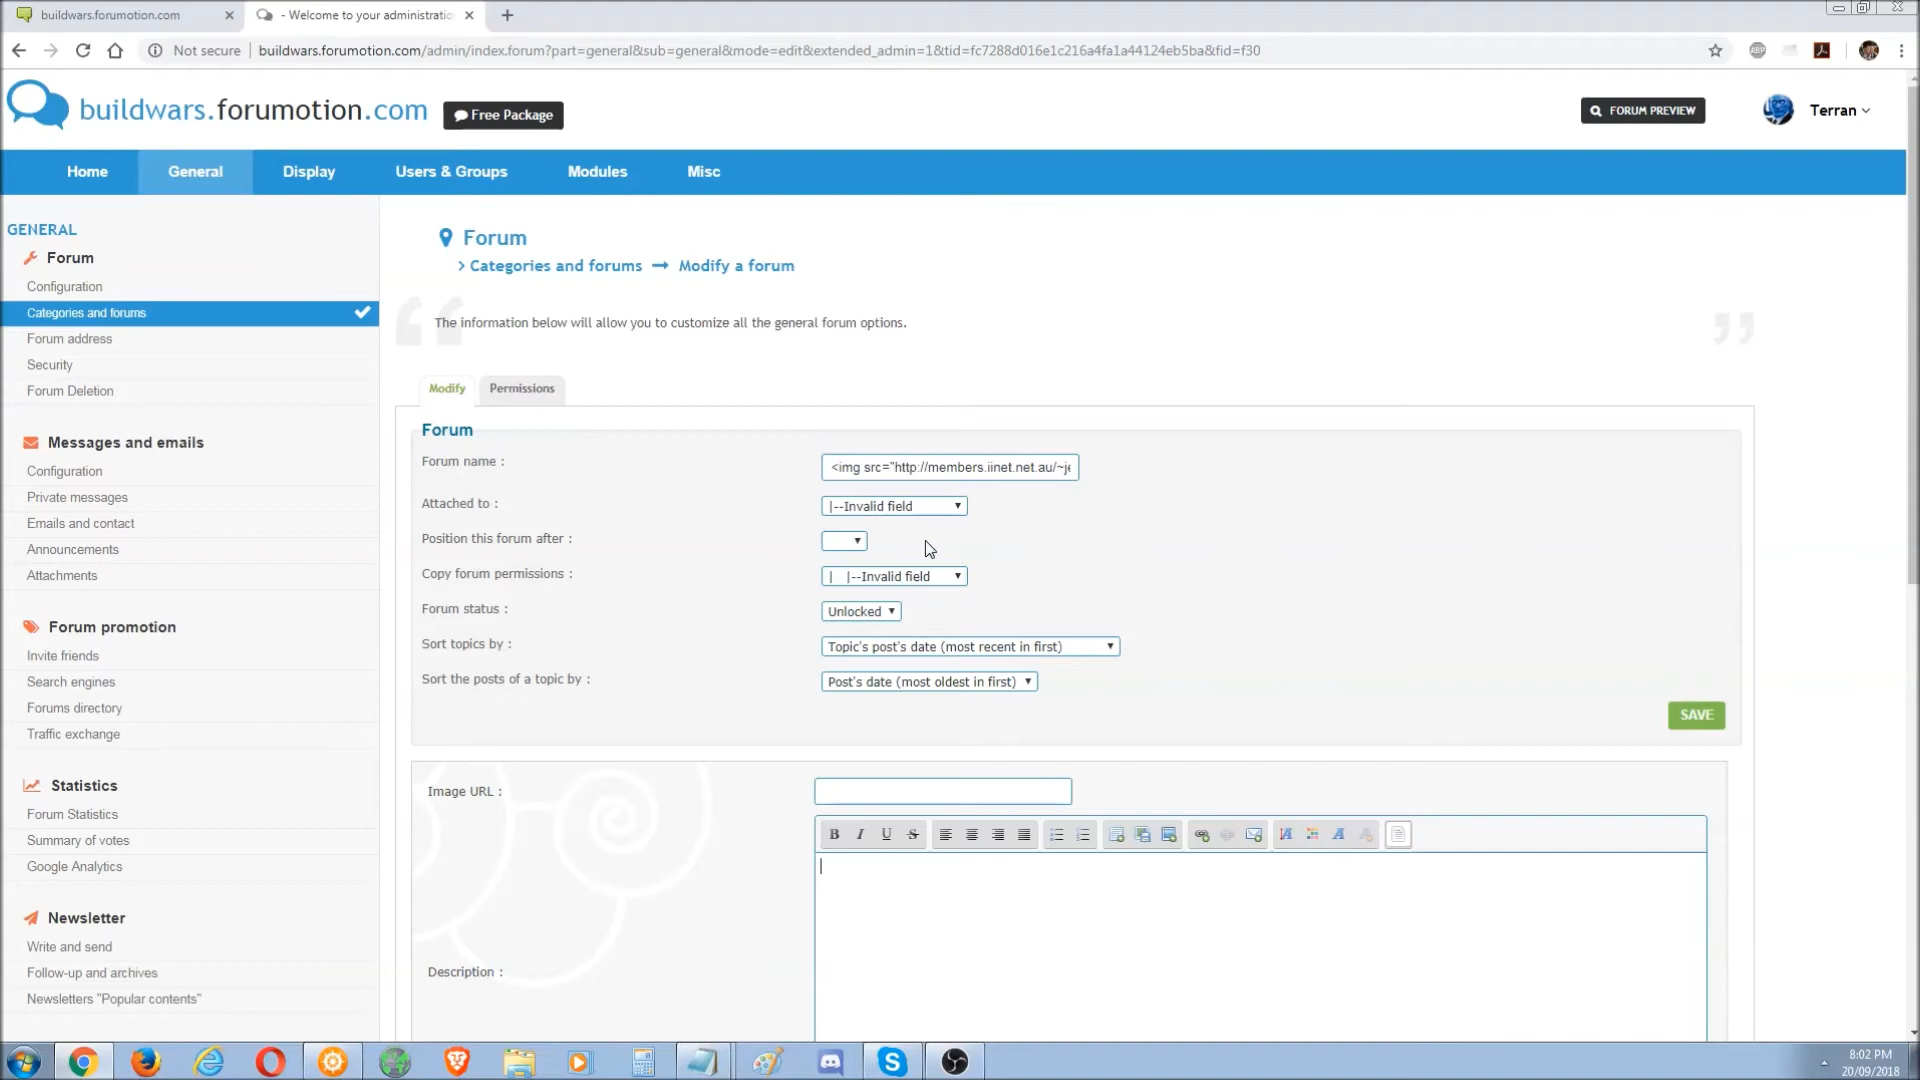 buildwars.forumotion.com
- Welcome to your administratio
Not secure
buildwars.forumotion.com/admin/index.forum?part=general&sub=general&mode=edit&extended_admin=1&tid=fc7288d016e1c216a4fa1a44124eb5ba&fid=f30
ABP
buildwars.forumotion.com
Free Package
FORUM PREVIEW
Terran
Home
General
Display
Users & Groups
Modules
Misc
GENERAL
Forum
Configuration
Categories and forums
Forum address
Security
Forum Deletion
Messages and emails
Configuration
Private messages
Emails and contact
Announcements
Attachments
Forum promotion
Invite friends
Search engines
Forums directory
Traffic exchange
Statistics
Forum Statistics
Summary of votes
Google Analytics
Newsletter
Write and send
Follow-up and archives
Newsletters "Popular contents"
Forum
> Categories and forums → Modify a forum
The information below will allow you to customize all the general forum options.
Modify
Permissions
Forum
Forum name :
<img src="http://members.iinet.net.au/~je
Attached to :
|--Invalid field
Position this forum after :
Copy forum permissions :
| |--Invalid field
Forum status :
Unlocked
Sort topics by :
Topic's post's date (most recent in first)
Sort the posts of a topic by :
Post's date (most oldest in first)
SAVE
Image URL :
B I U S
Description :
8:02 PM
20/09/2018